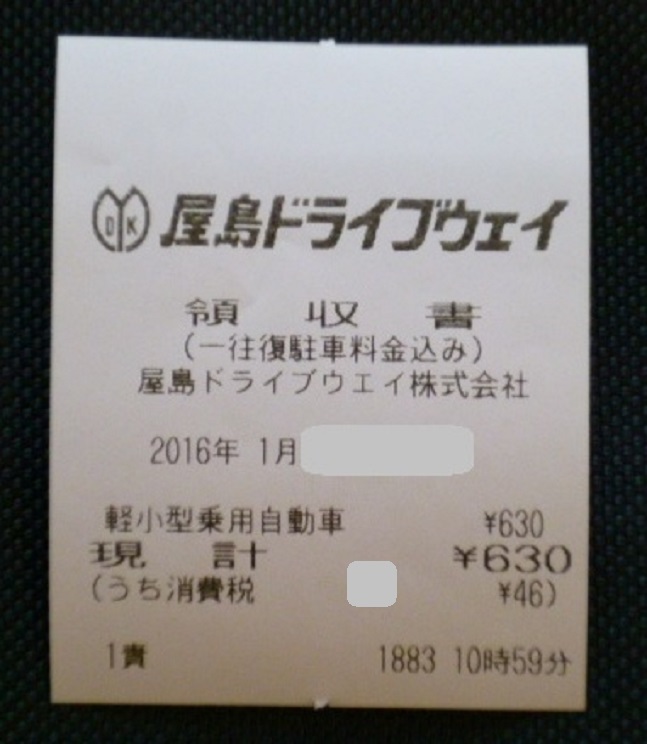 DYK 屋島ドライブウェイ
領 収 書
(一往復駐車料金込み)
屋島ドライブウエイ株式会社
2016年 1月
軽小型乗用自動車 ¥630
現 計 ¥630
(うち消費税 ¥46)
1責 1883 10時59分